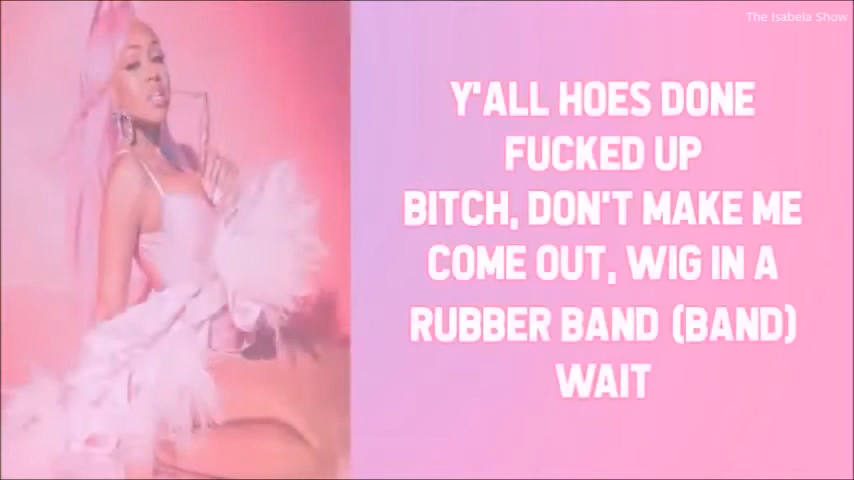 The Isabela Show
Y'ALL HOES DONE
FUCKED UP
BITCH, DON'T MAKE ME
COME OUT, WIG IN A
RUBBER BAND (BAND)
WAIT